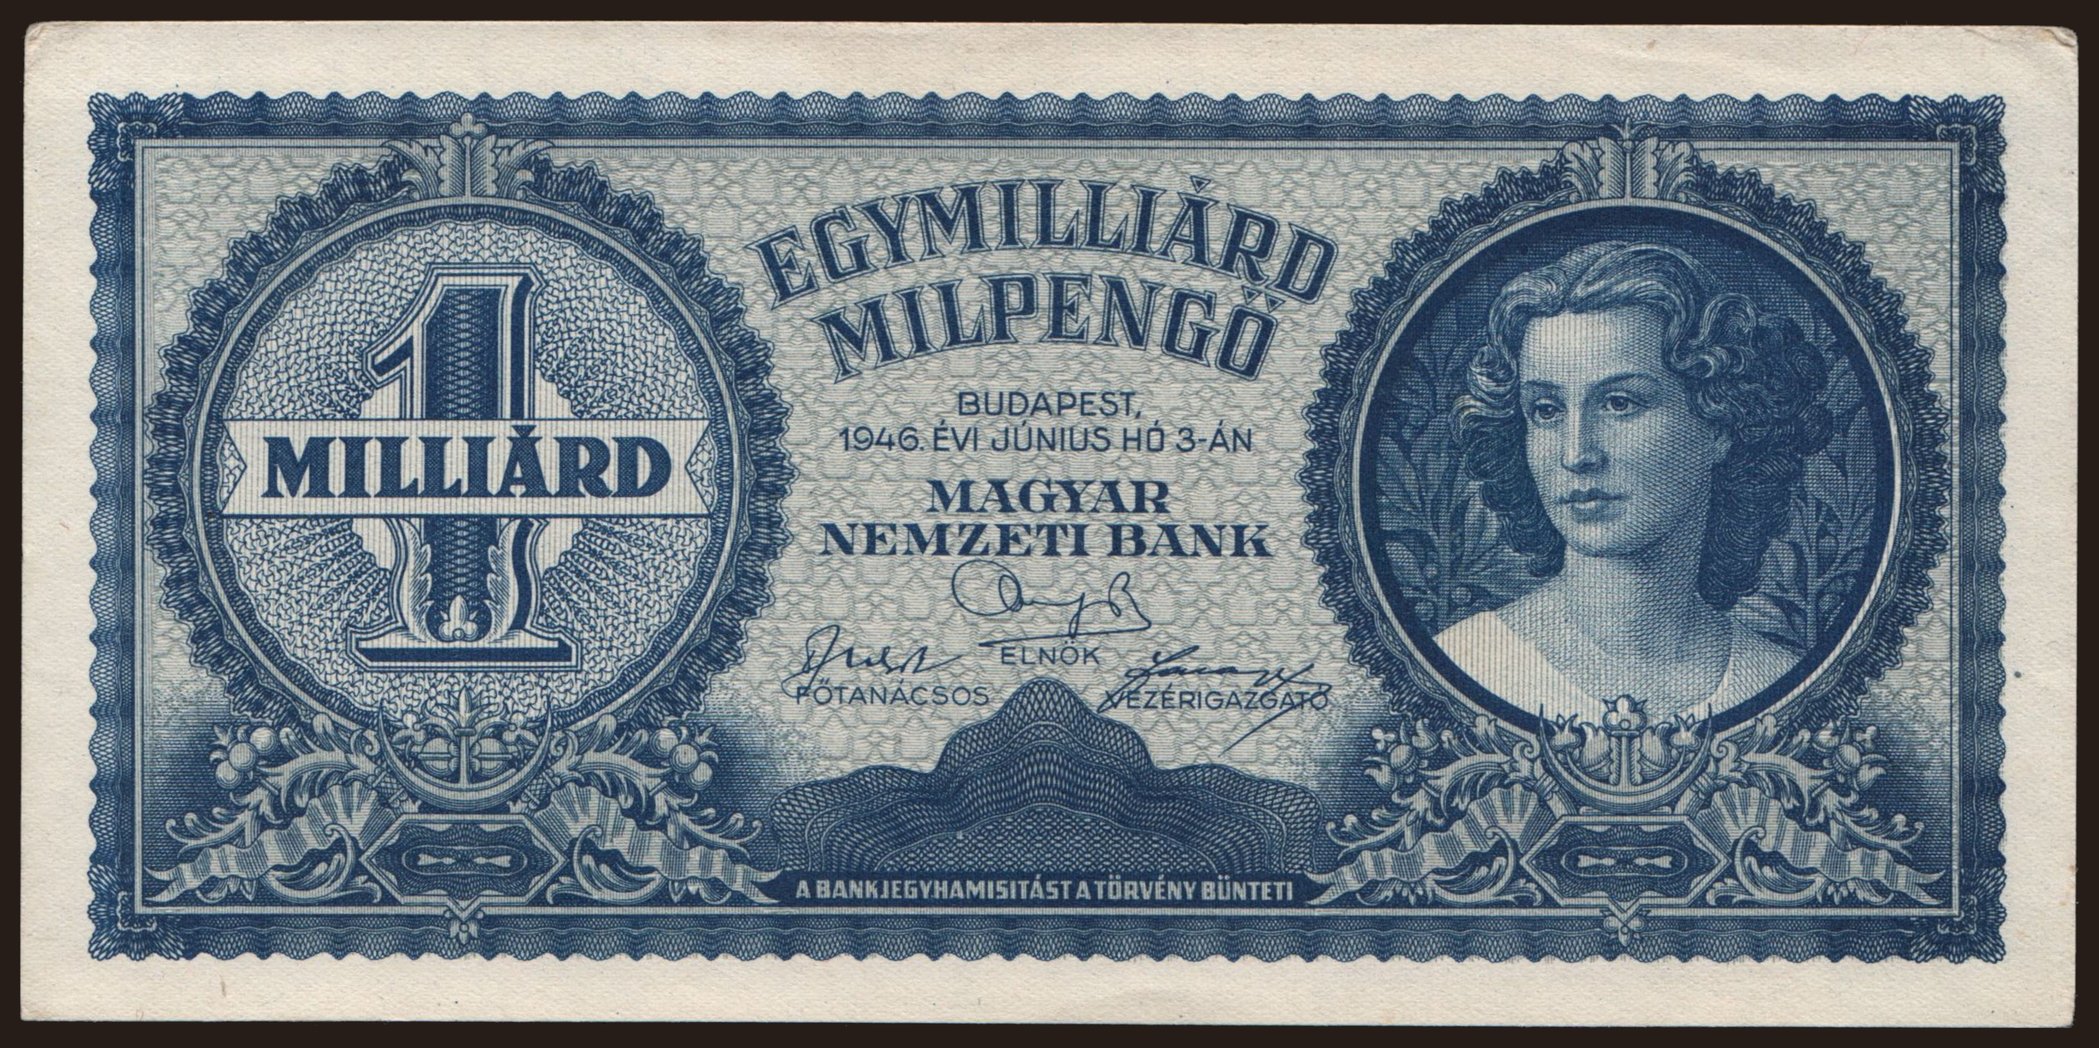 1
MILLIÁRD
EGYMILLIÁRD
MILPENGŐ
BUDAPEST,
1946. ÉVI JÚNIUS HÓ 3-ÁN
MAGYAR
NEMZETI BANK
ELNÖK
FŐTANÁCSOS VEZÉRIGAZGATÓ
A BANKJEGYHAMISITÁST A TÖRVÉNY BÜNTETI